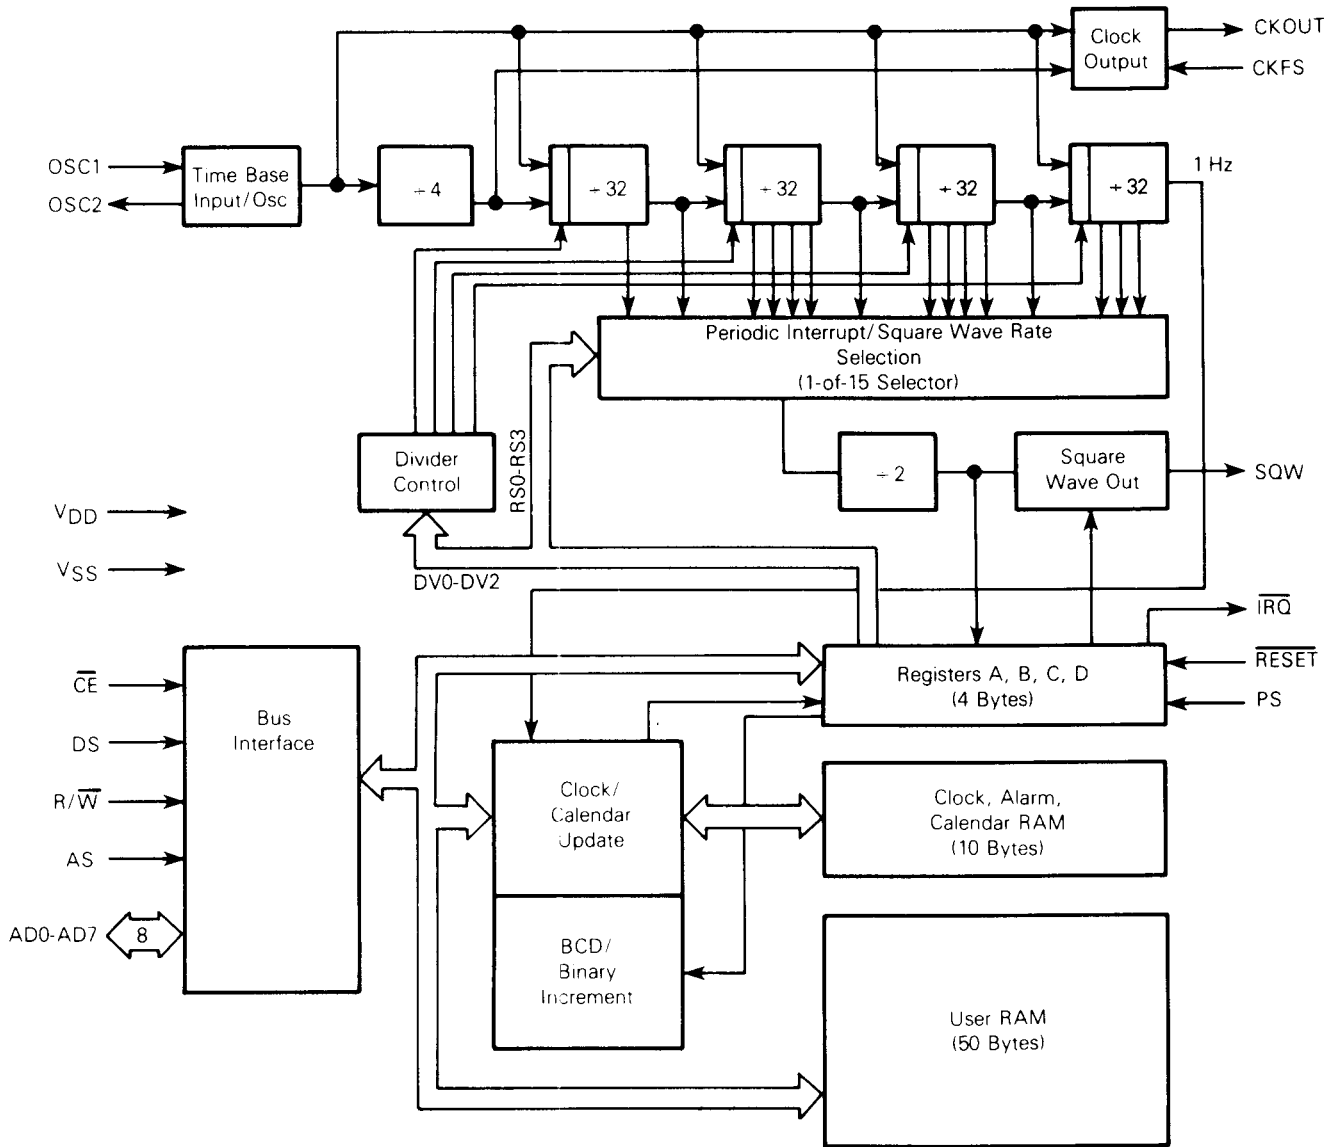 CKOUT
Clock
Output
CKFS
OSC1
OSC2
Time Base
Input/Osc
÷4
÷32
÷32
÷32
÷32
1 Hz
Periodic Interrupt/Square Wave Rate
Selection
(1-of-15 Selector)
Divider
Control
RS0-RS3
÷2
Square
Wave Out
SQW
VDD
VSS
DV0-DV2
IRQ
RESET
PS
Registers A, B, C, D
(4 Bytes)
CE
DS
R/W
AS
AD0-AD7
8
Bus
Interface
Clock/
Calendar
Update
Clock, Alarm,
Calendar RAM
(10 Bytes)
BCD/
Binary
Increment
User RAM
(50 Bytes)